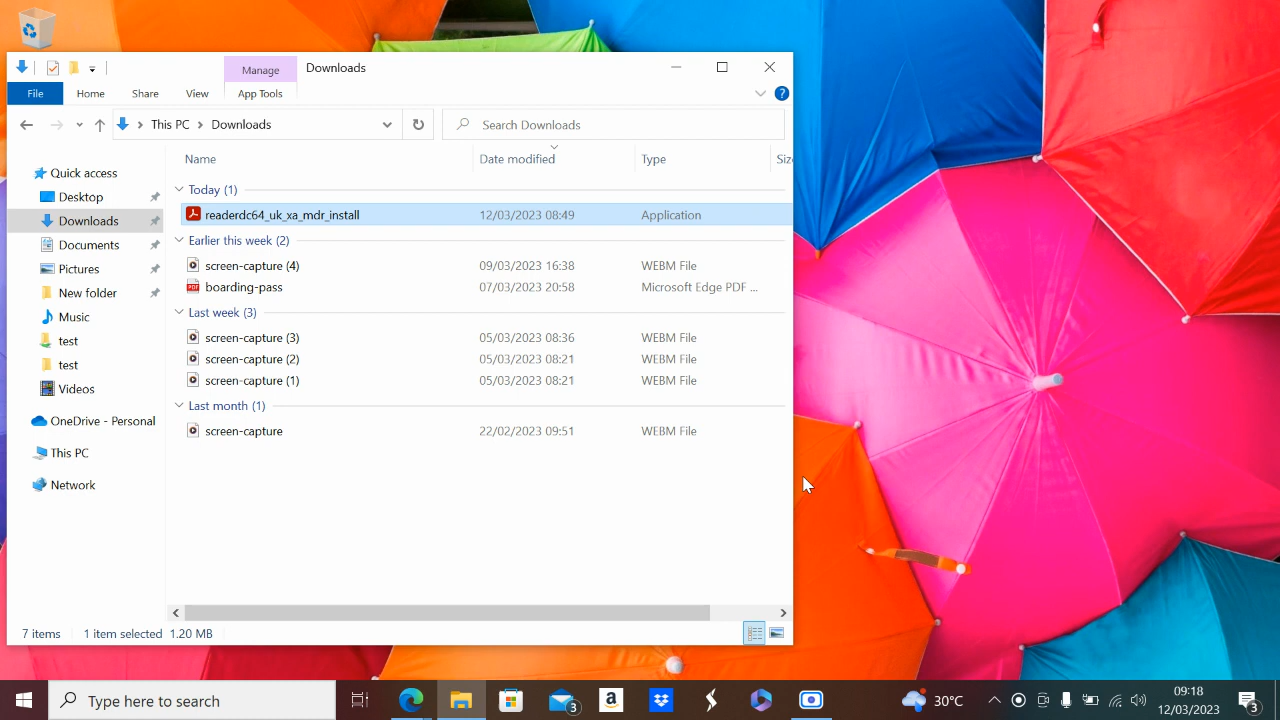 Manage
Downloads
File
Home
Share
View
App Tools
This PC
Downloads
Search Downloads
Name
Date modified
Type
Size
Quick access
Desktop
Downloads
Documents
Pictures
New folder
Music
test
test
Videos
OneDrive - Personal
This PC
Network
Today (1)
readerdc64_uk_xa_mdr_install 12/03/2023 08:49 Application
Earlier this week (2)
screen-capture (4) 09/03/2023 16:38 WEBM File
boarding-pass 07/03/2023 20:58 Microsoft Edge PDF ...
Last week (3)
screen-capture (3) 05/03/2023 08:36 WEBM File
screen-capture (2) 05/03/2023 08:21 WEBM File
screen-capture (1) 05/03/2023 08:21 WEBM File
Last month (1)
screen-capture 22/02/2023 09:51 WEBM File
7 items 1 item selected 1.20 MB
Type here to search
3
a
30°C
09:18
12/03/2023
3